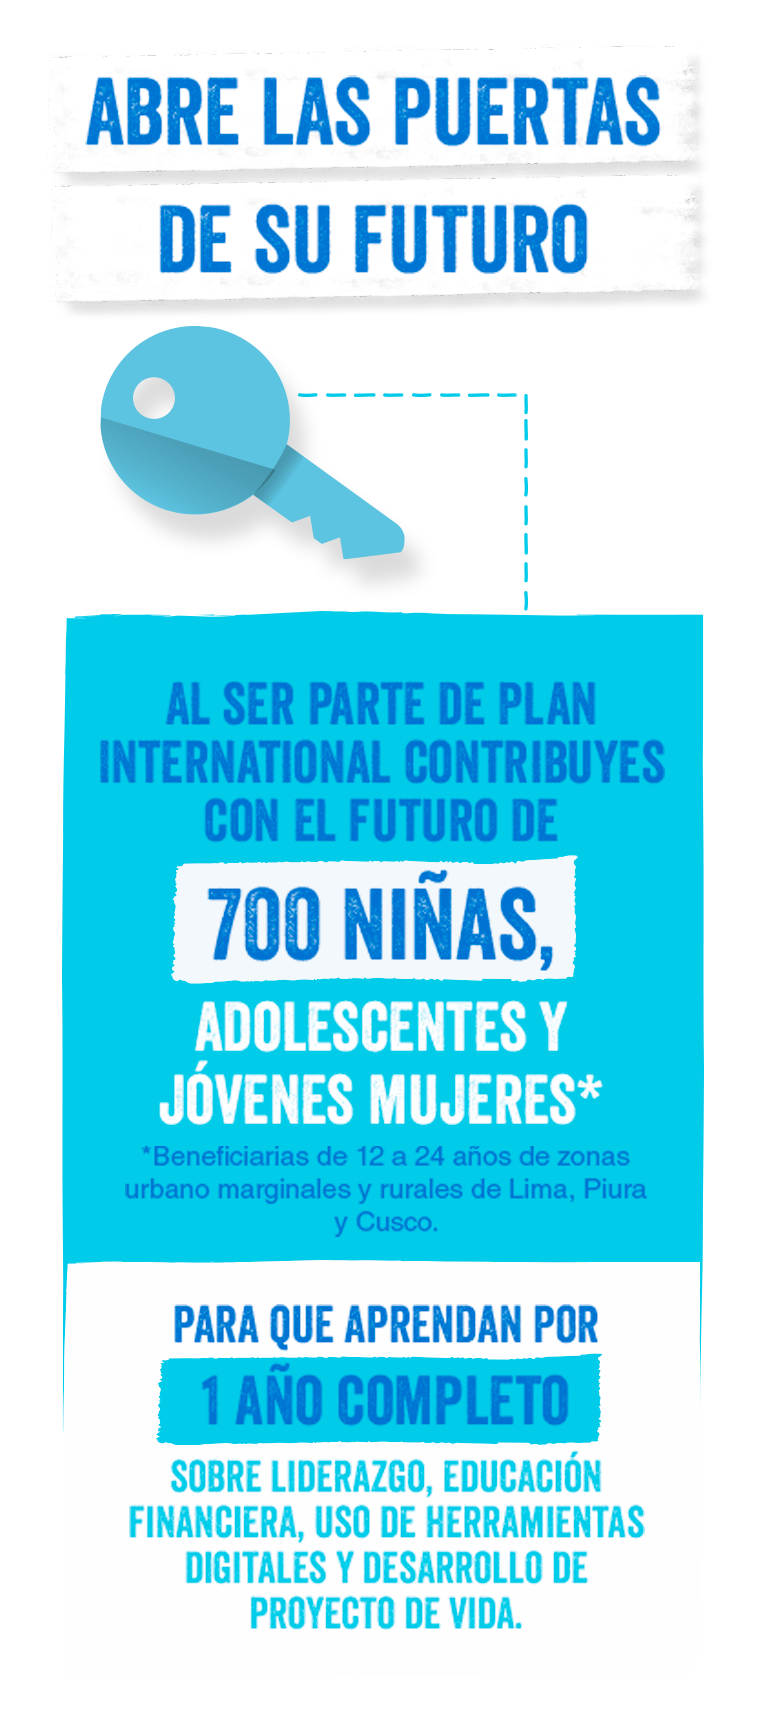 ABRE LAS PUERTAS
DE SU FUTURO
AL SER PARTE DE PLAN
INTERNATIONAL CONTRIBUYES
CON EL FUTURO DE
700 NIÑAS,
ADOLESCENTES Y
JÓVENES MUJERES*
*Beneficiarias de 12 a 24 años de zonas
urbano marginales y rurales de Lima, Piura
y Cusco.
PARA QUE APRENDAN POR
1 AÑO COMPLETO
SOBRE LIDERAZGO, EDUCACIÓN
FINANCIERA, USO DE HERRAMIENTAS
DIGITALES Y DESARROLLO DE
PROYECTO DE VIDA.